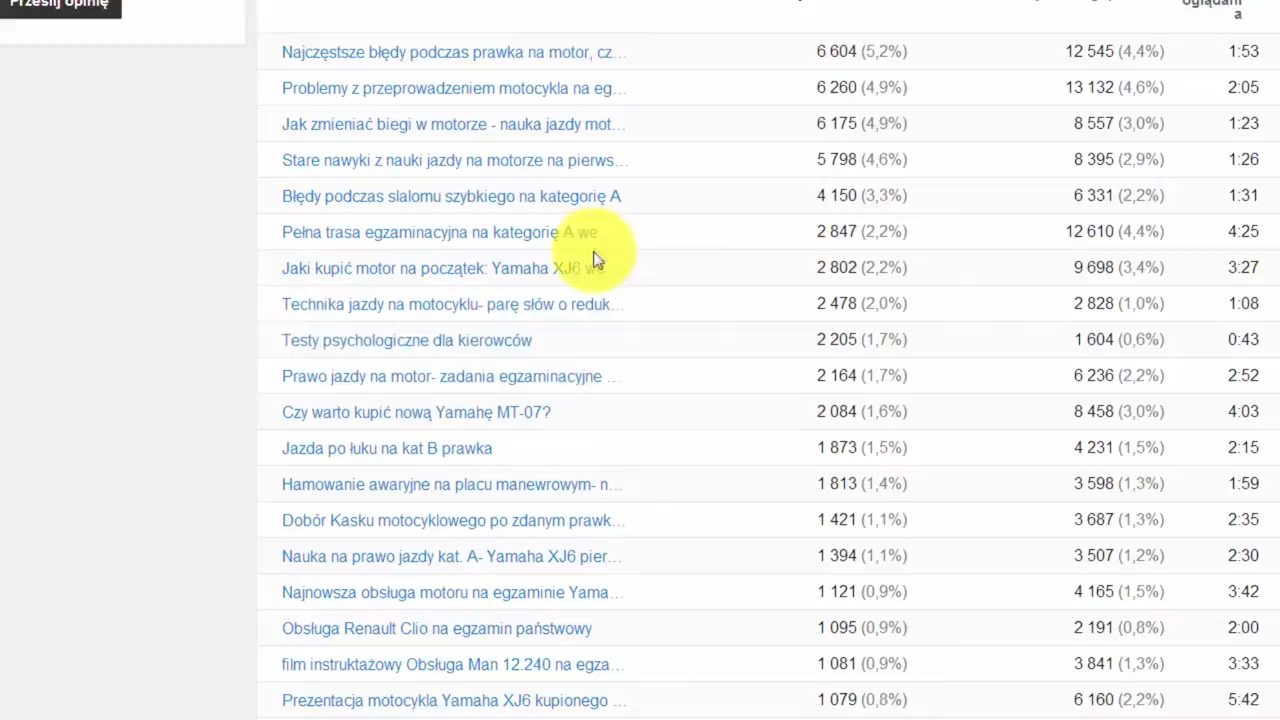 Prześlij opinię
oglądani
a
Najczęstsze błędy podczas prawka na motor, cz... 6 604 (5,2%) 12 545 (4,4%) 1:53
Problemy z przeprowadzeniem motocykla na eg... 6 260 (4,9%) 13 132 (4,6%) 2:05
Jak zmieniać biegi w motorze - nauka jazdy mot... 6 175 (4,9%) 8 557 (3,0%) 1:23
Stare nawyki z nauki jazdy na motorze na pierws... 5 798 (4,6%) 8 395 (2,9%) 1:26
Błędy podczas slalomu szybkiego na kategorię A 4 150 (3,3%) 6 331 (2,2%) 1:31
Pełna trasa egzaminacyjna na kategorię A we 2 847 (2,2%) 12 610 (4,4%) 4:25
Jaki kupić motor na początek: Yamaha XJ6 we 2 802 (2,2%) 9 698 (3,4%) 3:27
Technika jazdy na motocyklu- parę słów o reduk... 2 478 (2,0%) 2 828 (1,0%) 1:08
Testy psychologiczne dla kierowców 2 205 (1,7%) 1 604 (0,6%) 0:43
Prawo jazdy na motor- zadania egzaminacyjne ... 2 164 (1,7%) 6 236 (2,2%) 2:52
Czy warto kupić nową Yamahę MT-07? 2 084 (1,6%) 8 458 (3,0%) 4:03
Jazda po łuku na kat B prawka 1 873 (1,5%) 4 231 (1,5%) 2:15
Hamowanie awaryjne na placu manewrowym- n... 1 813 (1,4%) 3 598 (1,3%) 1:59
Dobór Kasku motocyklowego po zdanym prawk... 1 421 (1,1%) 3 687 (1,3%) 2:35
Nauka na prawo jazdy kat. A- Yamaha XJ6 pier... 1 394 (1,1%) 3 507 (1,2%) 2:30
Najnowsza obsługa motoru na egzaminie Yama... 1 121 (0,9%) 4 165 (1,5%) 3:42
Obsługa Renault Clio na egzamin państwowy 1 095 (0,9%) 2 191 (0,8%) 2:00
film instruktażowy Obsługa Man 12.240 na egza... 1 081 (0,9%) 3 841 (1,3%) 3:33
Prezentacja motocykla Yamaha XJ6 kupionego ... 1 079 (0,8%) 6 160 (2,2%) 5:42